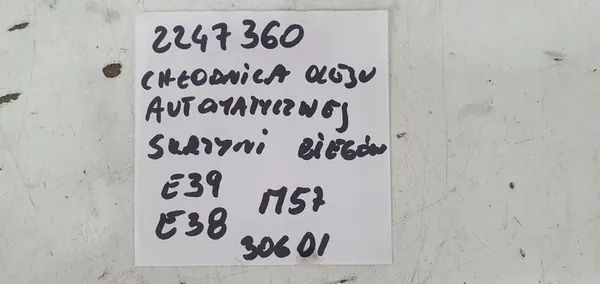 2247360
CHŁODNICA OLEJU
AUTOMATYCZNEJ
SKRZYNI BIEGÓW
E39 M57
E38 306D1